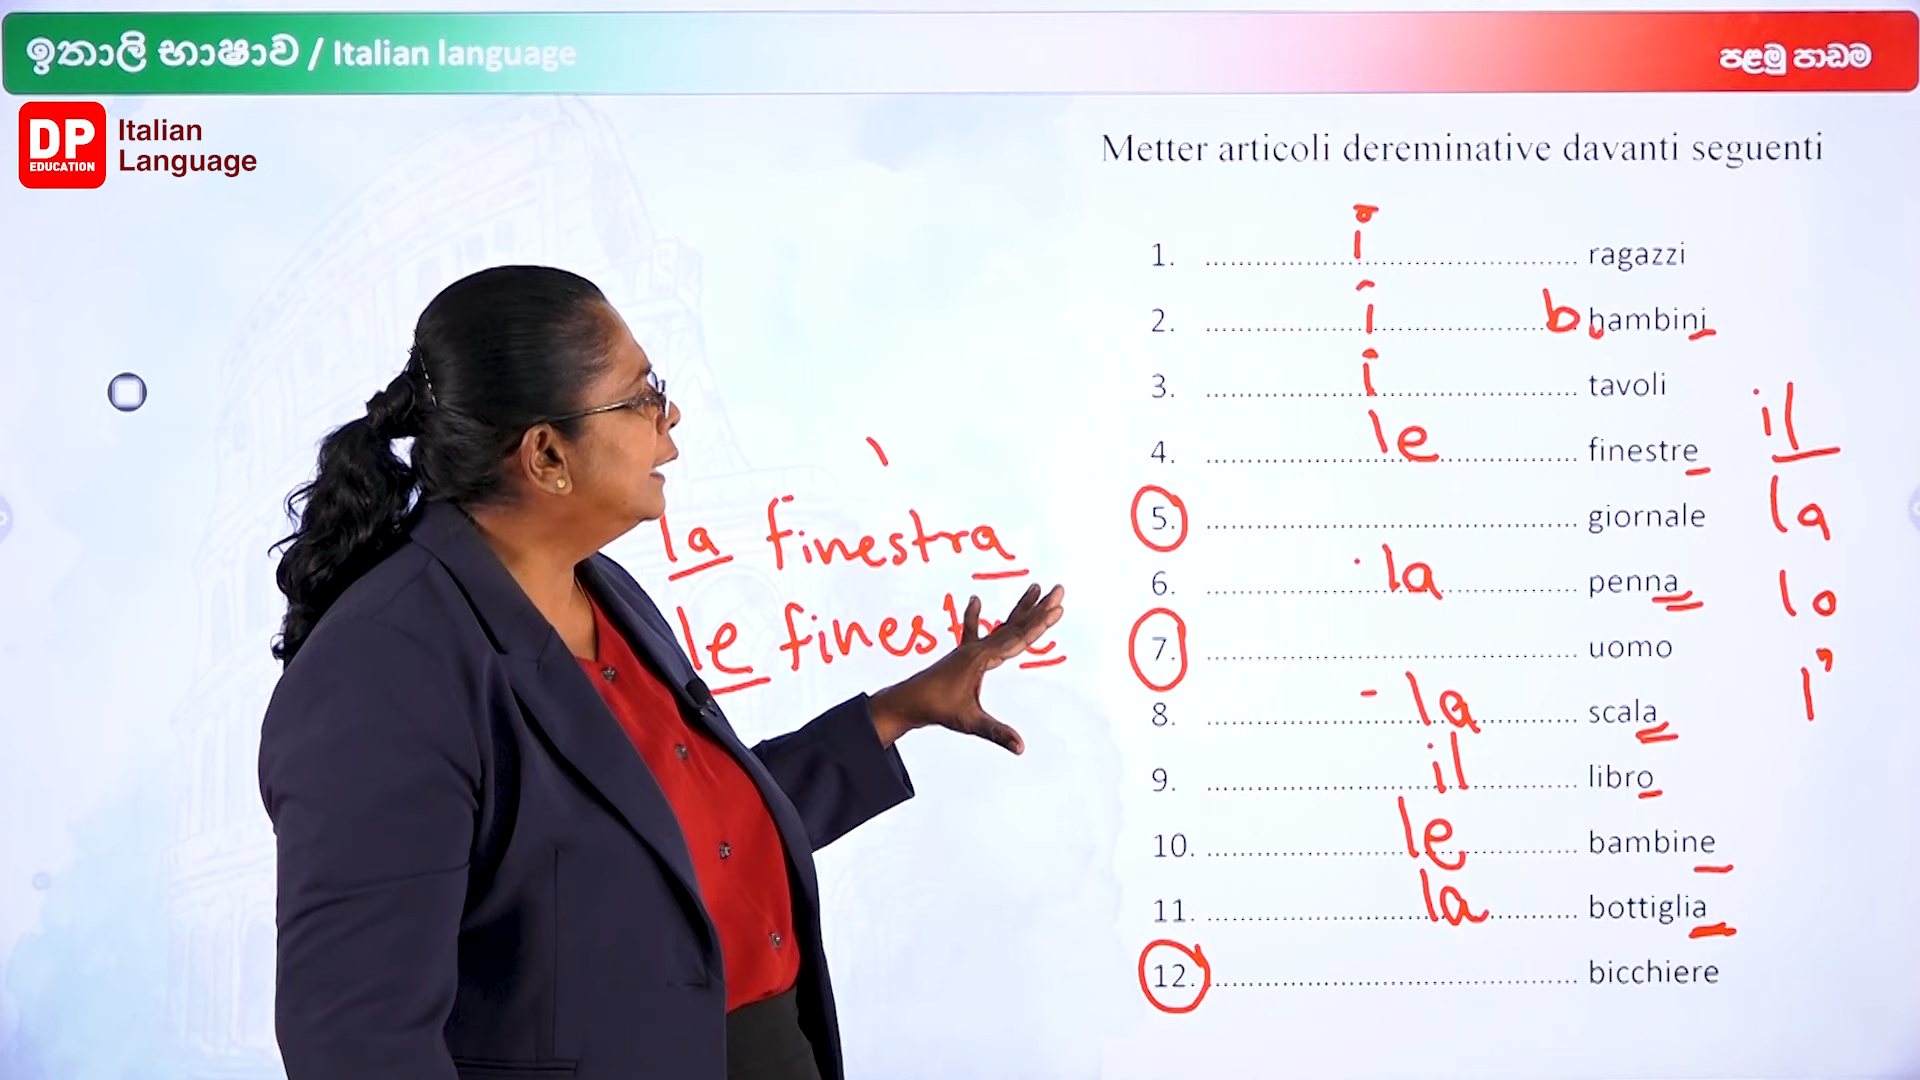 ඉතාලි භාෂාව / Italian language
පළමු පාඩම
DP EDUCATION
Italian
Language
Metter articoli dereminative davanti seguenti
1. i ragazzi
2. i b hambini
3. i tavoli
4. le finestre
5. giornale
6. la penna
7. uomo
8. la scala
9. il libro
10. le bambine
11. la bottiglia
12. bicchiere
la finestra
le finestre
il
la
lo
l'